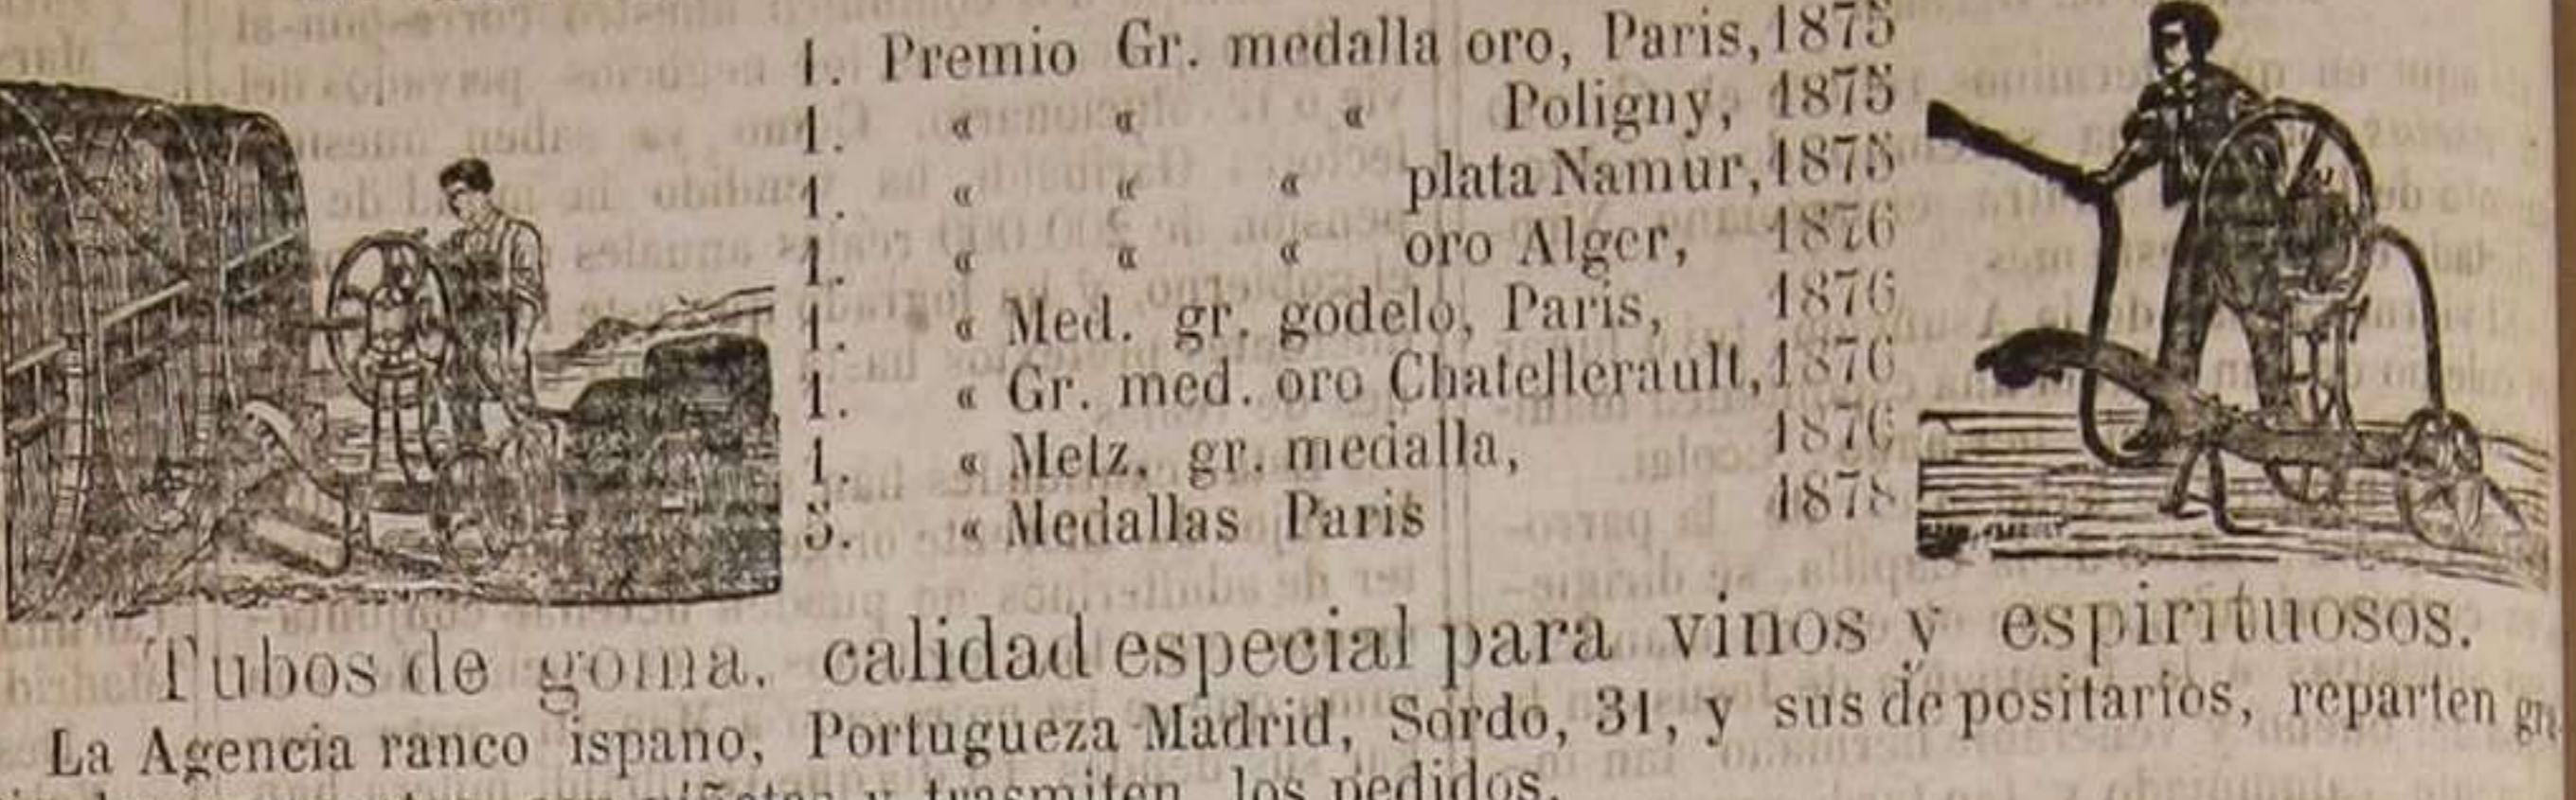 1. Premio Gr. medalla oro, Paris, 1875
1. « « « Poligny, 1875
1. « « « plata Namur, 1875
1. « « « oro Alger, 1876
1. « Med. gr. godelo, Paris, 1876
1. « Gr. med. oro Chatellerault, 1876
1. « Metz. gr. medalla, 1876
5. « Medallas Paris 1878
Tubos de goma. calidad especial para vinos y espirituosos.
La Agencia ranco ispano, Portugueza Madrid, Sordo, 31, y sus depositarios, reparten
y trasmiten los pedidos.